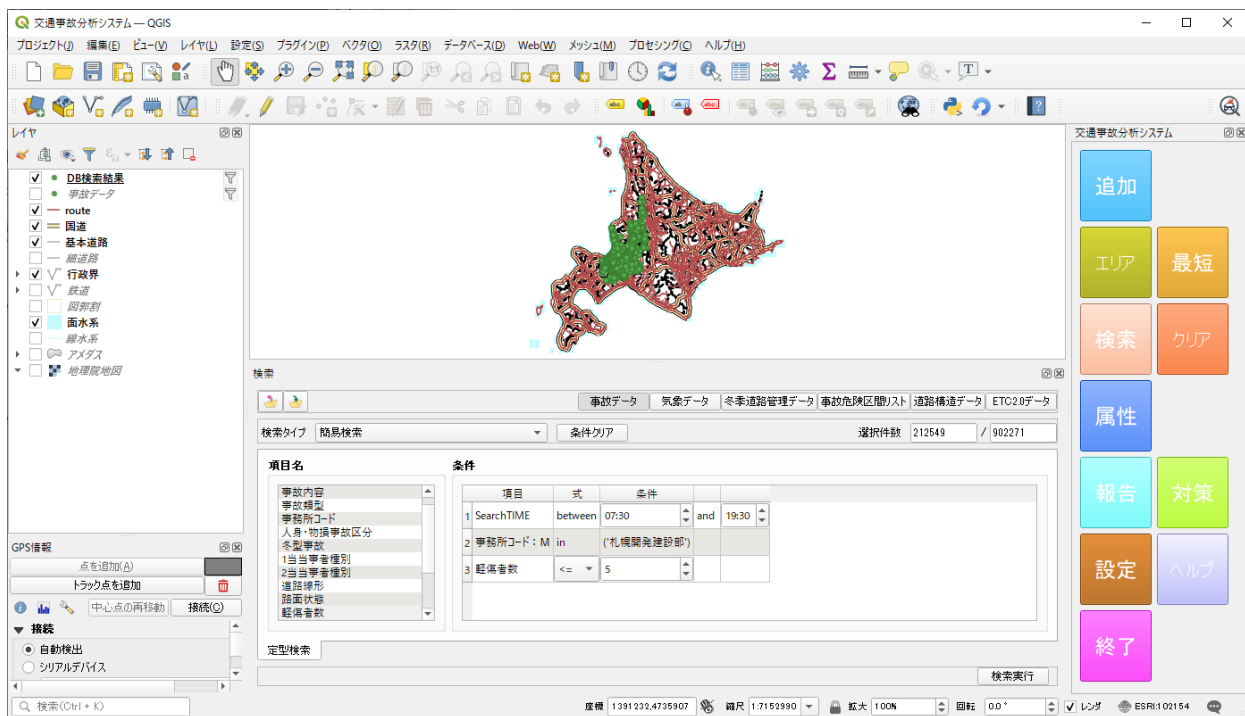 交通事故分析システム — QGIS
プロジェクト(J) 編集(E) ビュー(V) レイヤ(L) 設定(S) プラグイン(P) ベクタ(O) ラスタ(R) データベース(D) Web(W) メッシュ(M) プロセシング(C) ヘルプ(H)
レイヤ
DB検索結果
事故データ
route
国道
基本道路
細道路
行政界
鉄道
図郭割
面水系
線水系
アメダス
地理院地図
GPS情報
点を追加(A)
トラック点を追加
中心点の再移動 接続(C)
接続
自動検出
シリアルデバイス
検索
事故データ 気象データ 冬季道路管理データ 事故危険区間リスト 道路構造データ ETC2.0データ
検索タイプ 簡易検索 条件クリア 選択件数 212549 / 902271
項目名 条件
事故内容
事故類型
事務所コード
人身・物損事故区分
冬型事故
1当当事者種別
2当当事者種別
道路線形
路面状態
軽傷者数
項目 式 条件
1 SearchTIME between 07:30 and 19:30
2 事務所コード：M in ('札幌開発建設部')
3 軽傷者数 <= 5
定型検索
検索実行
交通事故分析システム
追加
エリア 最短
検索 クリア
属性
報告 対策
設定 ヘルプ
終了
検索(Ctrl + K) 座標 1391232,4735907 縮尺 1:7152990 拡大 100% 回転 0.0° レンダ ESRI:102154